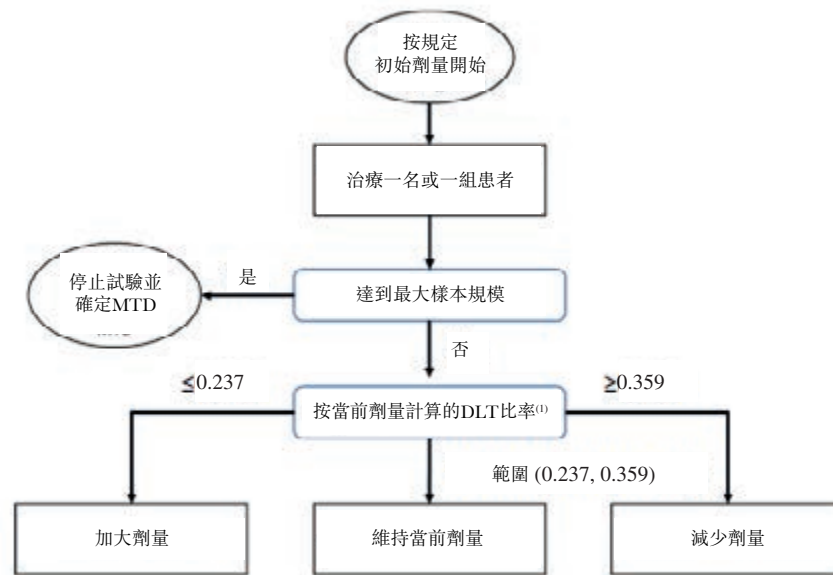 按規定
初始劑量開始
治療一名或一組患者
停止試驗並
確定MTD
是
達到最大樣本規模
否
≤0.237
按當前劑量計算的DLT比率(1)
≥0.359
範圍 (0.237, 0.359)
加大劑量
維持當前劑量
減少劑量